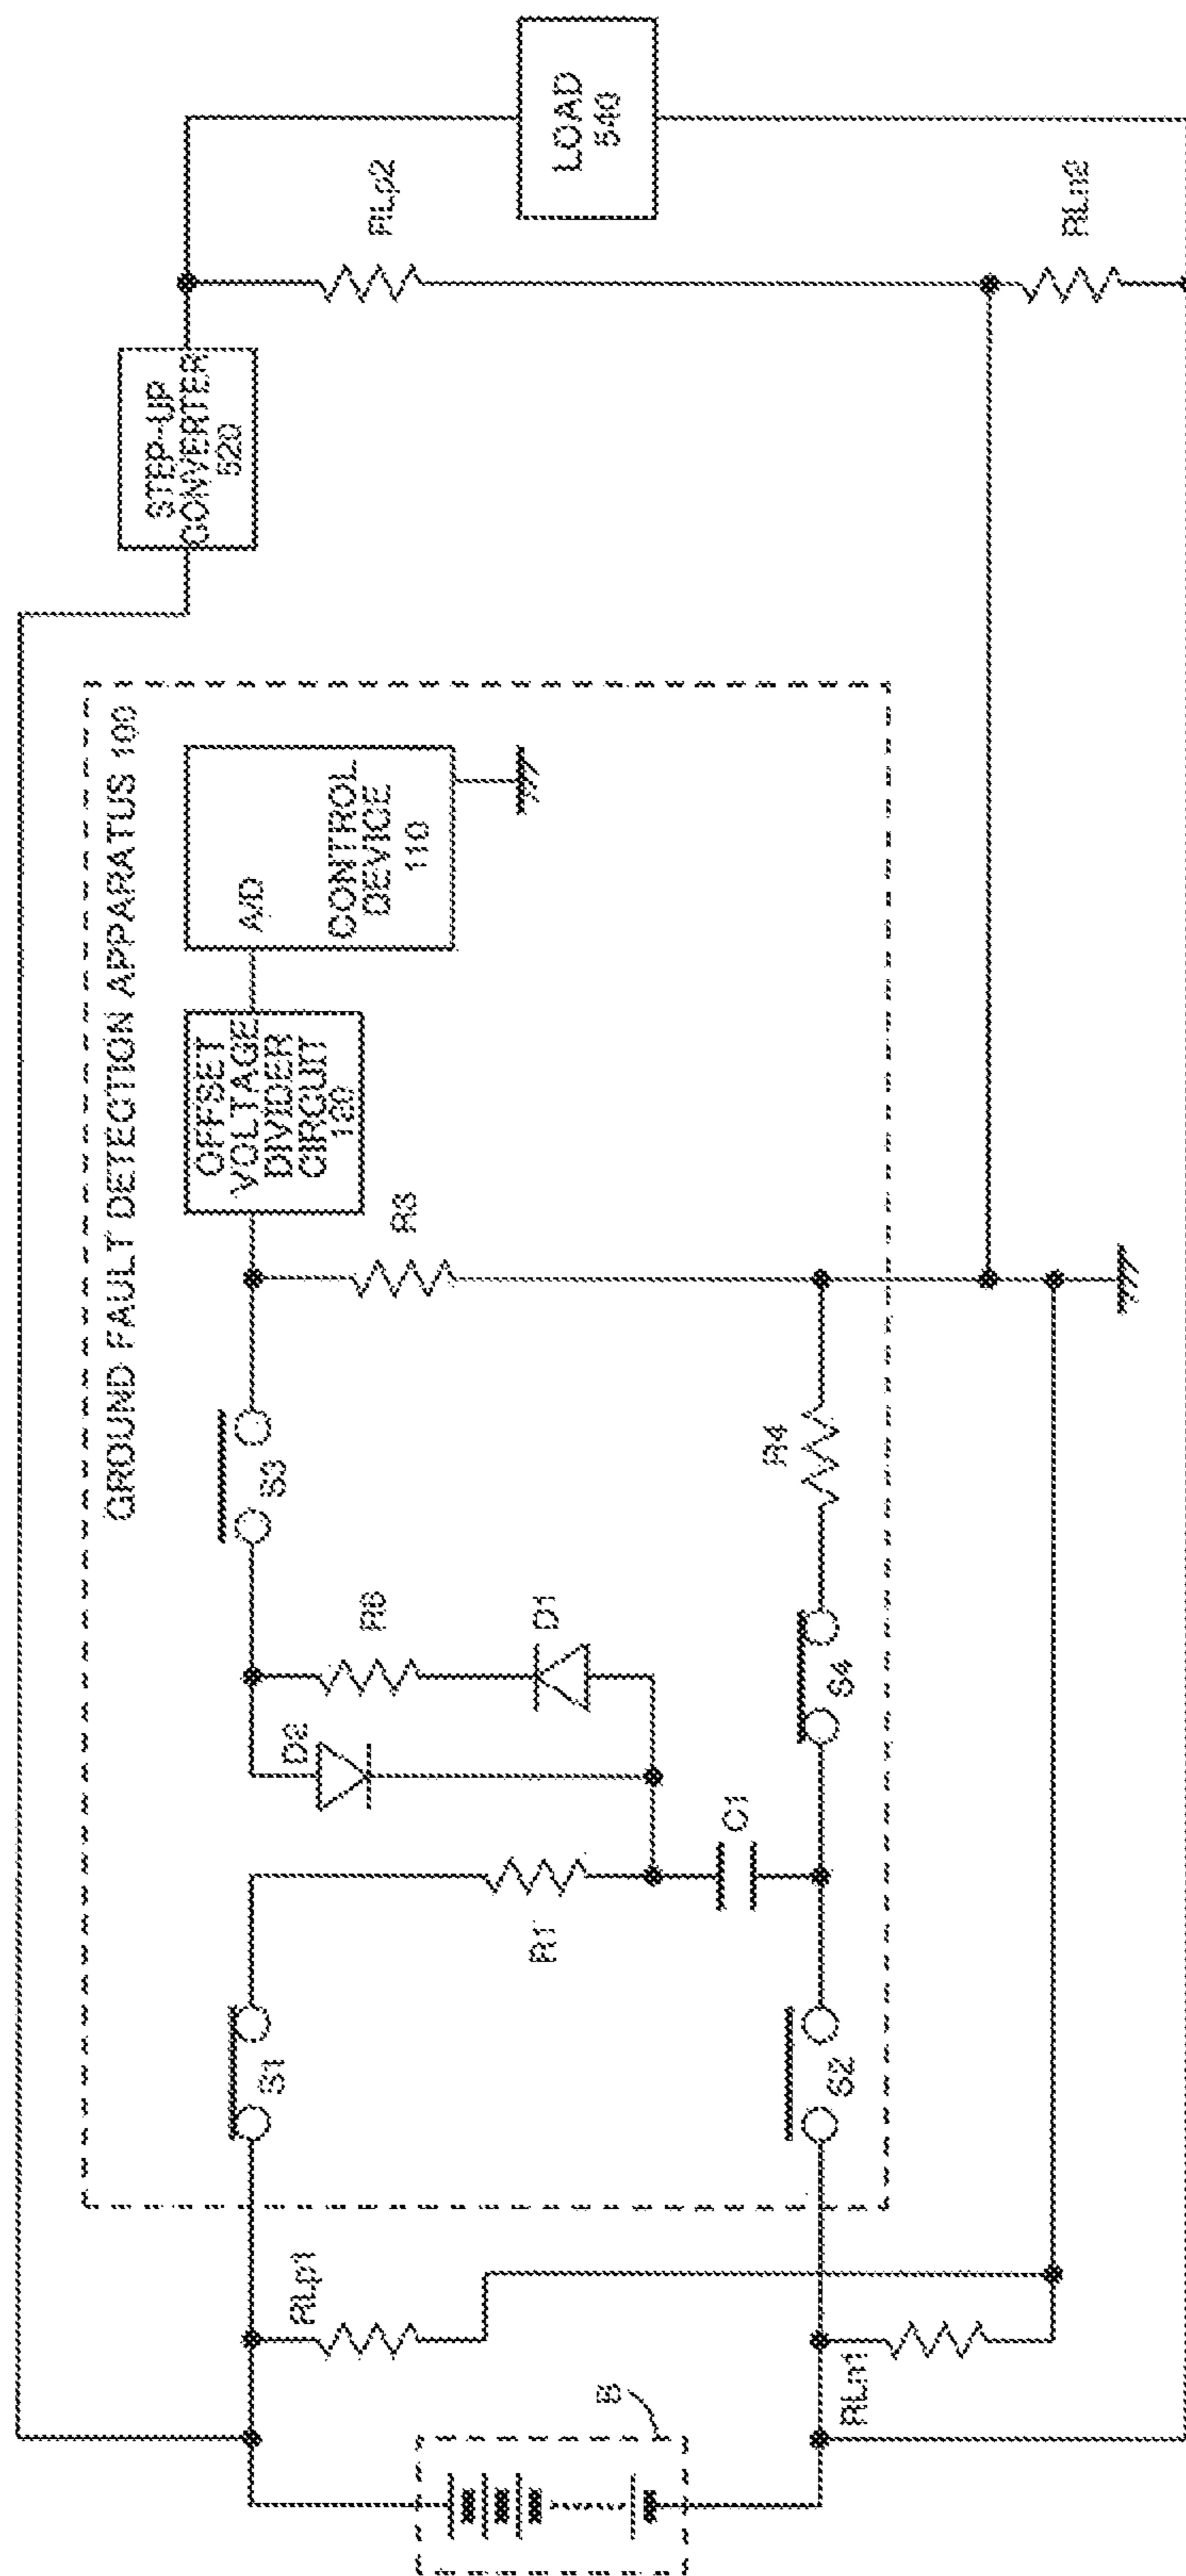 STEP-UP
CONVERTER
520
LOAD
540
RLp2
RLn2
GROUND FAULT DETECTION APPARATUS 100
OFFSET
VOLTAGE
DIVIDER
CIRCUIT
120
A/D
CONTROL
DEVICE
110
S1
R1
D2
R6
D1
S3
R3
C1
S2
S4
R4
RLp1
RLn1
B